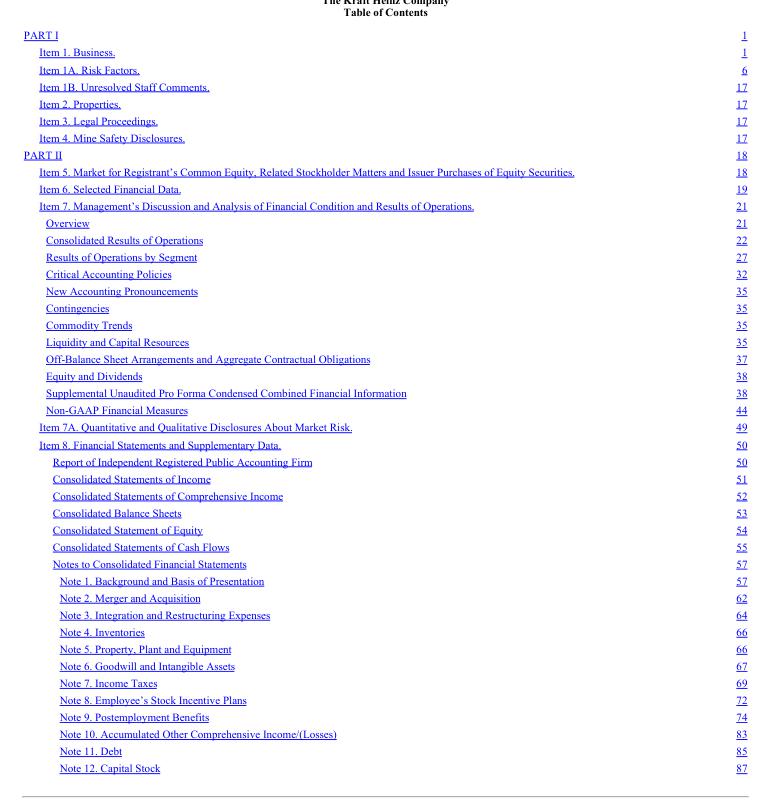 The Kraft Heinz Company
Table of Contents
PART I 1
Item 1. Business. 1
Item 1A. Risk Factors. 6
Item 1B. Unresolved Staff Comments. 17
Item 2. Properties. 17
Item 3. Legal Proceedings. 17
Item 4. Mine Safety Disclosures. 17
PART II 18
Item 5. Market for Registrant's Common Equity, Related Stockholder Matters and Issuer Purchases of Equity Securities. 18
Item 6. Selected Financial Data. 19
Item 7. Management's Discussion and Analysis of Financial Condition and Results of Operations. 21
Overview 21
Consolidated Results of Operations 22
Results of Operations by Segment 27
Critical Accounting Policies 32
New Accounting Pronouncements 35
Contingencies 35
Commodity Trends 35
Liquidity and Capital Resources 35
Off-Balance Sheet Arrangements and Aggregate Contractual Obligations 37
Equity and Dividends 38
Supplemental Unaudited Pro Forma Condensed Combined Financial Information 38
Non-GAAP Financial Measures 44
Item 7A. Quantitative and Qualitative Disclosures About Market Risk. 49
Item 8. Financial Statements and Supplementary Data. 50
Report of Independent Registered Public Accounting Firm 50
Consolidated Statements of Income 51
Consolidated Statements of Comprehensive Income 52
Consolidated Balance Sheets 53
Consolidated Statement of Equity 54
Consolidated Statements of Cash Flows 55
Notes to Consolidated Financial Statements 57
Note 1. Background and Basis of Presentation 57
Note 2. Merger and Acquisition 62
Note 3. Integration and Restructuring Expenses 64
Note 4. Inventories 66
Note 5. Property, Plant and Equipment 66
Note 6. Goodwill and Intangible Assets 67
Note 7. Income Taxes 69
Note 8. Employee's Stock Incentive Plans 72
Note 9. Postemployment Benefits 74
Note 10. Accumulated Other Comprehensive Income/(Losses) 83
Note 11. Debt 85
Note 12. Capital Stock 87